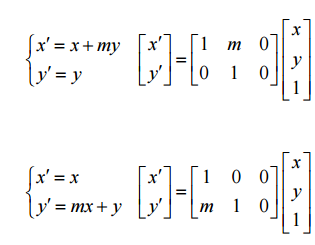 {x′ = x + my [x′] = [1 m 0] [x]
{y′ = y [y′] [0 1 0] [y]
[1]
{x′ = x [x′] = [1 0 0] [x]
{y′ = mx + y [y′] [m 1 0] [y]
[1]